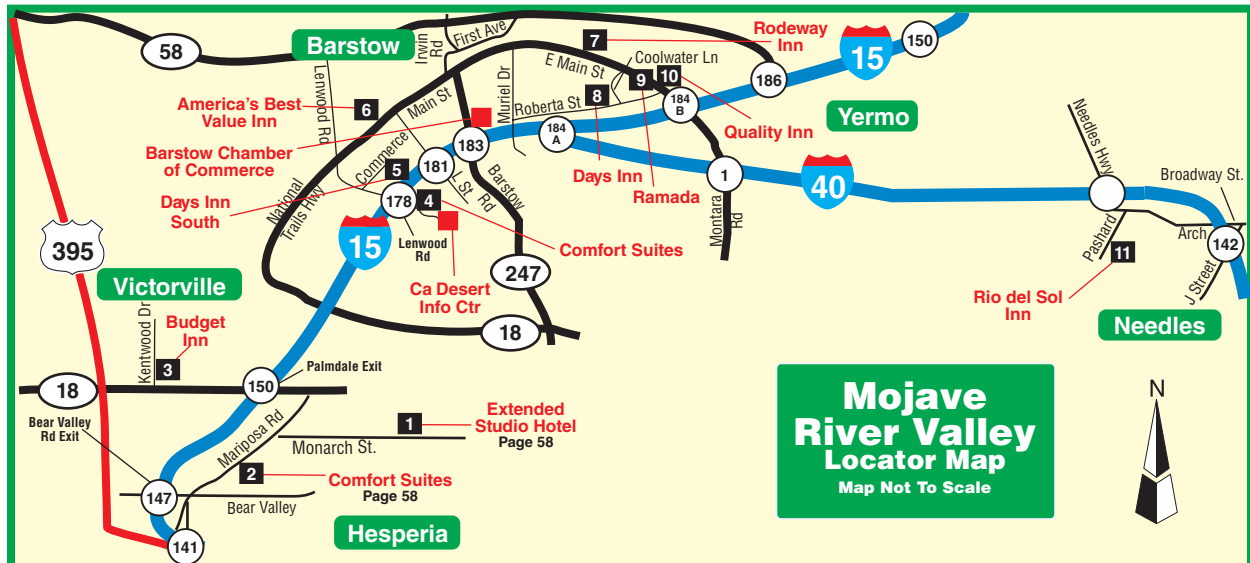 58
Barstow
Irwin
Rd
First Ave
7
Rodeway
Inn
15
150
E Main St
Coolwater Ln
186
Lenwood Rd
America's Best
Value Inn
6
Main St
Muriel Dr
Roberta St
8
9
10
184
B
Yermo
Quality Inn
Needles Hwy
Barstow Chamber
of Commerce
Commerce
183
184
A
Days Inn
Ramada
1
40
Broadway St.
5
181
L St.
Barstow
Rd
Days Inn
South
178
4
National
Trails Hwy
15
Lenwood
Rd
Comfort Suites
Montara
Rd
Pashard
Arch
142
11
J Street
395
Ca Desert
Info Ctr
247
Rio del Sol
Inn
Needles
Victorville
Kentwood Dr
Budget
Inn
3
18
Palmdale Exit
18
150
Bear Valley
Rd Exit
Mariposa Rd
1
Extended
Studio Hotel
Page 58
Monarch St.
2
Comfort Suites
Page 58
147
Bear Valley
Hesperia
141
Mojave
River Valley
Locator Map
Map Not To Scale
N